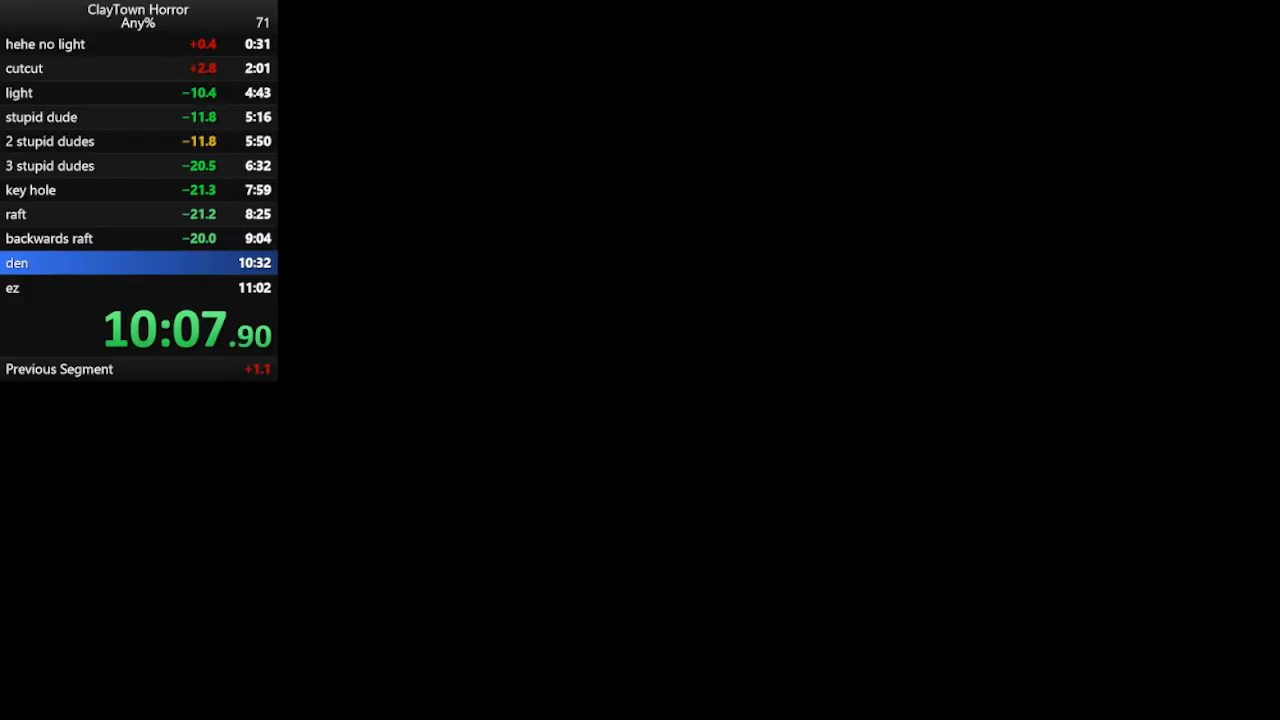 ClayTown Horror
Any% 71
hehe no light +0.4 0:31
cutcut +2.8 2:01
light −10.4 4:43
stupid dude −11.8 5:16
2 stupid dudes −11.8 5:50
3 stupid dudes −20.5 6:32
key hole −21.3 7:59
raft −21.2 8:25
backwards raft −20.0 9:04
den 10:32
ez 11:02
10:07.90
Previous Segment +1.1